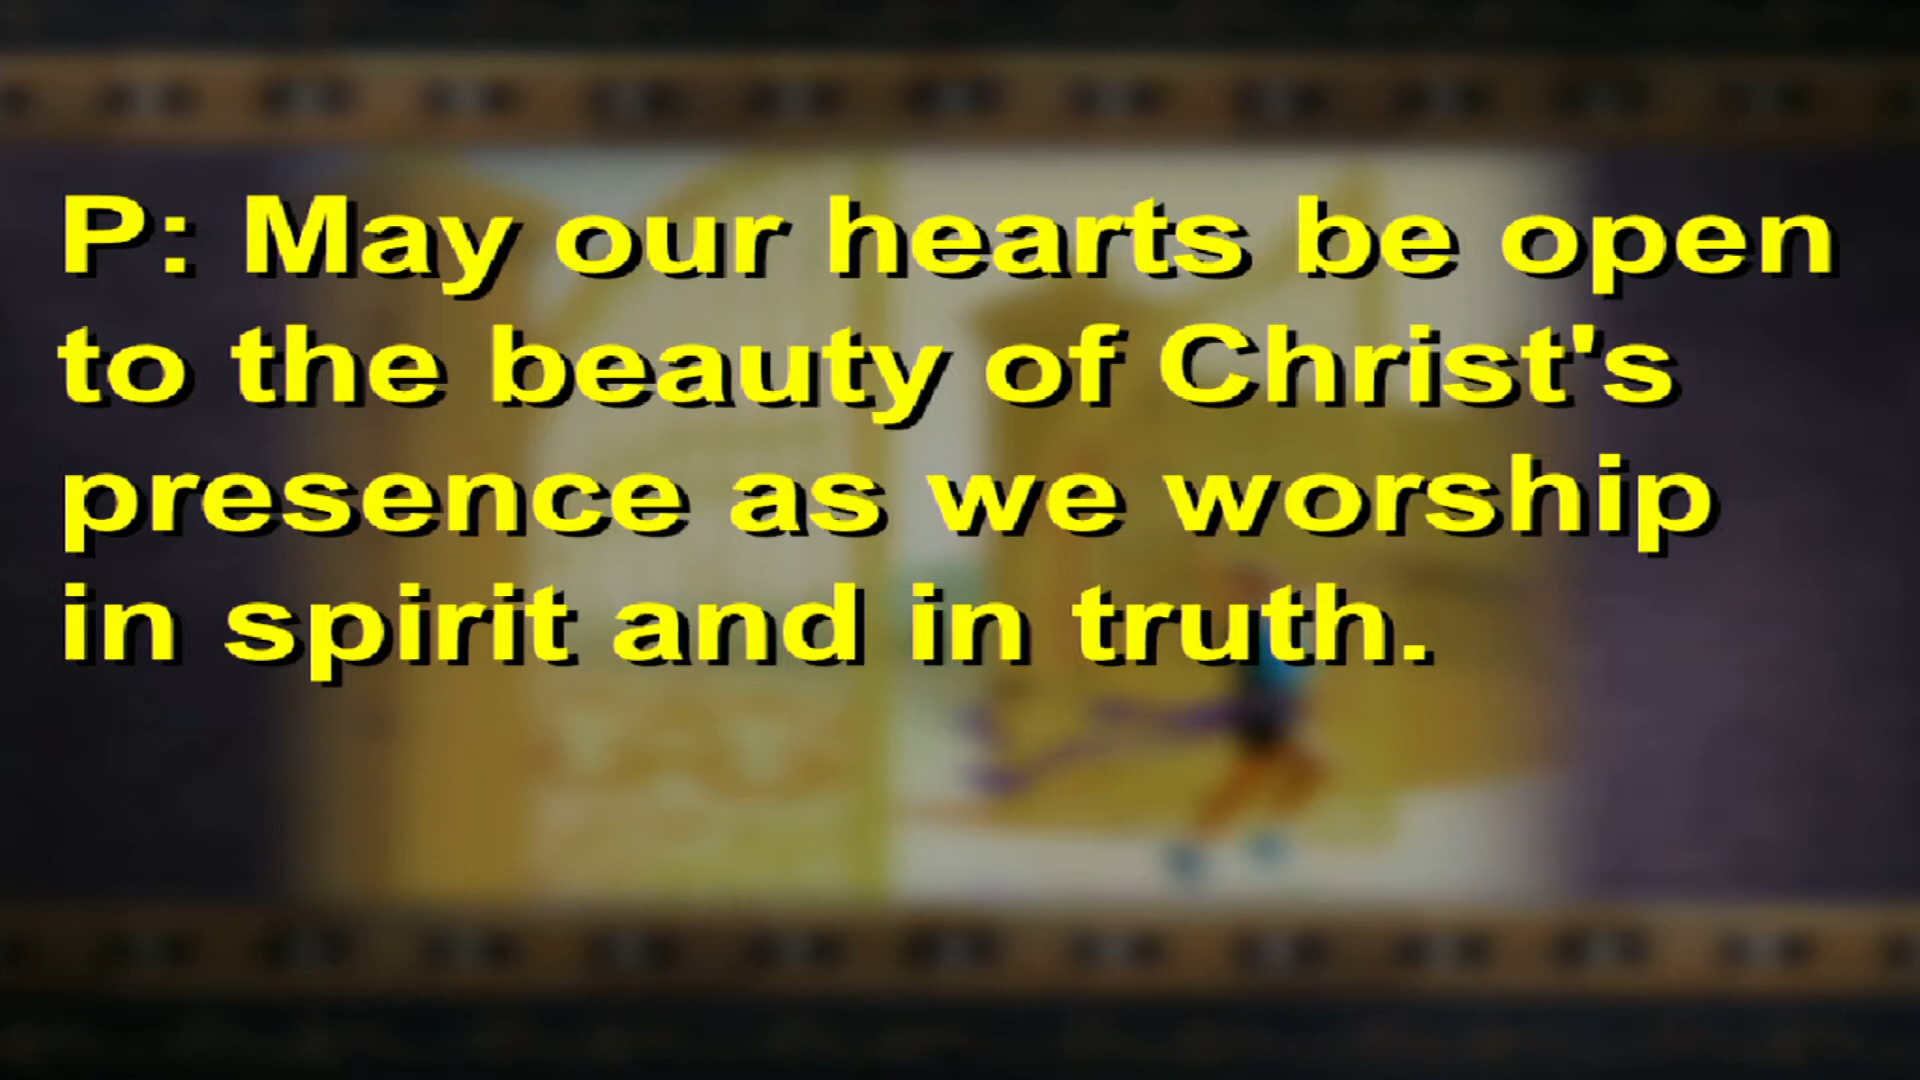 P: May our hearts be open
to the beauty of Christ's
presence as we worship
in spirit and in truth.